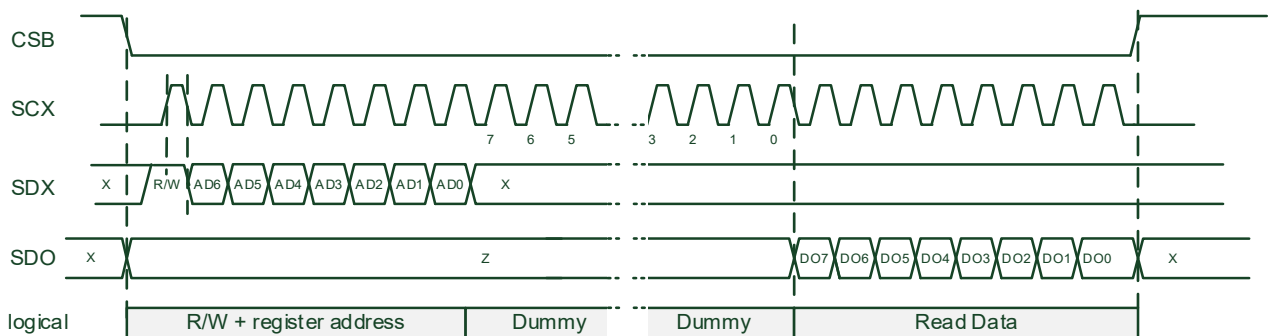 CSB
SCX
7 6 5 3 2 1 0
SDX X R/W AD6 AD5 AD4 AD3 AD2 AD1 AD0 X
SDO X Z DO7 DO6 DO5 DO4 DO3 DO2 DO1 DO0 X
logical R/W + register address Dummy Dummy Read Data